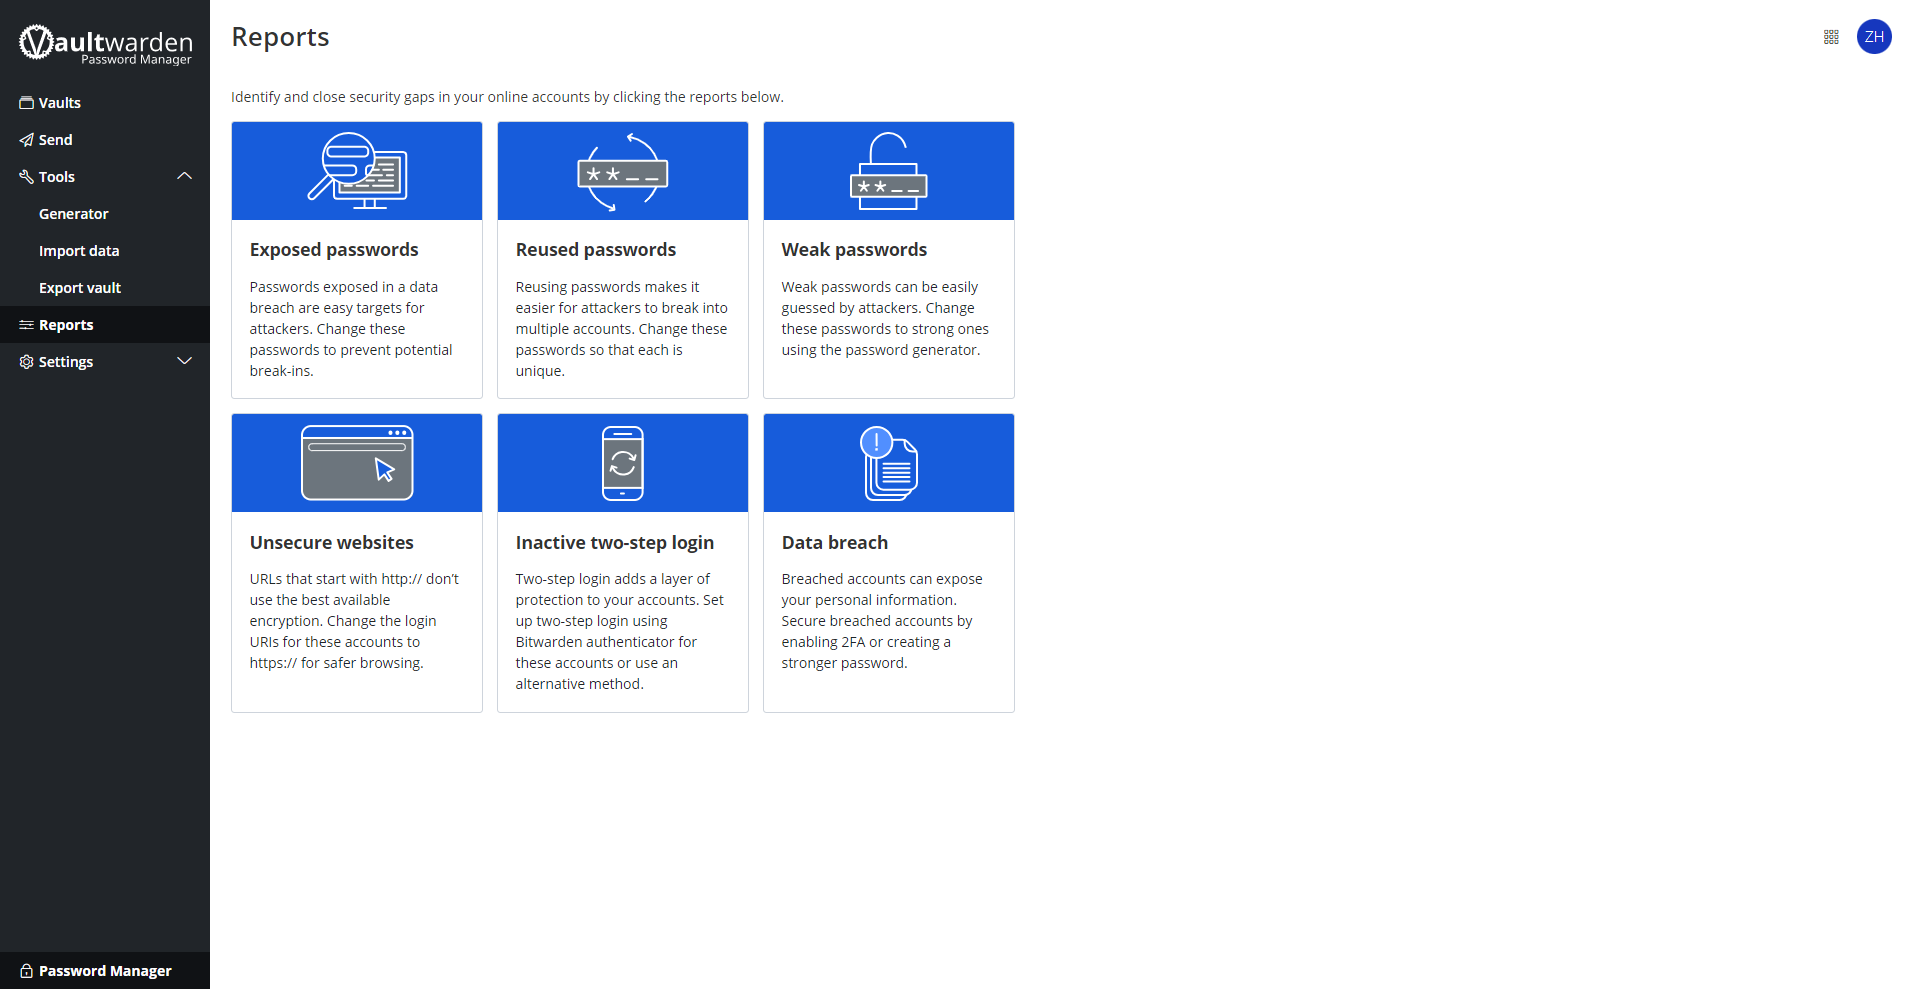 Vaultwarden
Password Manager
Vaults
Send
Tools
Generator
Import data
Export vault
Reports
Settings
Password Manager
Reports
ZH
Identify and close security gaps in your online accounts by clicking the reports below.
Exposed passwords
Passwords exposed in a data
breach are easy targets for
attackers. Change these
passwords to prevent potential
break-ins.
Reused passwords
Reusing passwords makes it
easier for attackers to break into
multiple accounts. Change these
passwords so that each is
unique.
Weak passwords
Weak passwords can be easily
guessed by attackers. Change
these passwords to strong ones
using the password generator.
Unsecure websites
URLs that start with http:// don’t
use the best available
encryption. Change the login
URIs for these accounts to
https:// for safer browsing.
Inactive two-step login
Two-step login adds a layer of
protection to your accounts. Set
up two-step login using
Bitwarden authenticator for
these accounts or use an
alternative method.
Data breach
Breached accounts can expose
your personal information.
Secure breached accounts by
enabling 2FA or creating a
stronger password.